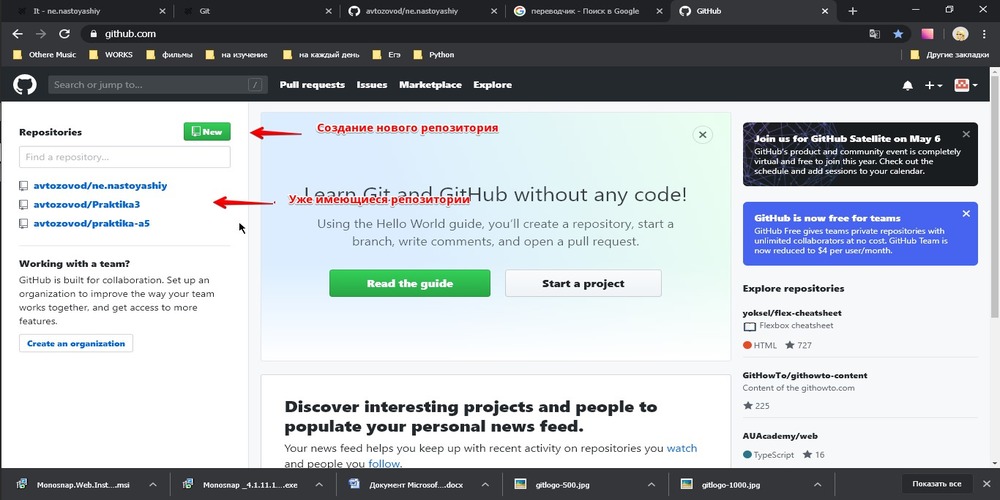 It - ne.nastoyashiy
Git
avtozovod/ne.nastoyashiy
переводчик - Поиск в Google
GitHub
github.com
Othere Music
WORKS
фильмы
на изучение
на каждый день
Егэ
Python
Другие закладки
Search or jump to...
/
Pull requests
Issues
Marketplace
Explore
Repositories
New
Создание нового репозитория
Find a repository...
avtozovod/ne.nastoyashiy
avtozovod/Praktika3
avtozovod/praktika-a5
Уже имеющиеся репозитории
Working with a team?
GitHub is built for collaboration. Set up an
organization to improve the way your team
works together, and get access to more
features.
Create an organization
Learn Git and GitHub without any code!
Using the Hello World guide, you'll create a repository, start a
branch, write comments, and open a pull request.
Read the guide
Start a project
Discover interesting projects and people to
populate your personal news feed.
Your news feed helps you keep up with recent activity on repositories you watch
and people you follow.
Join us for GitHub Satellite on May 6
GitHub's product and community event is completely
virtual and free to join this year. Check out the
schedule and add sessions to your calendar.
GitHub is now free for teams
GitHub Free gives teams private repositories with
unlimited collaborators at no cost. GitHub Team is
now reduced to $4 per user/month.
Explore repositories
yoksel/flex-cheatsheet
Flexbox cheatsheet
HTML 727
GitHowTo/githowto-content
Content of the githowto.com
225
AUAcademy/web
TypeScript 16
Monosnap.Web.Inst....msi
Monosnap _4.1.11.1....exe
Документ Microsof....docx
gitlogo-500.jpg
gitlogo-1000.jpg
Показать все